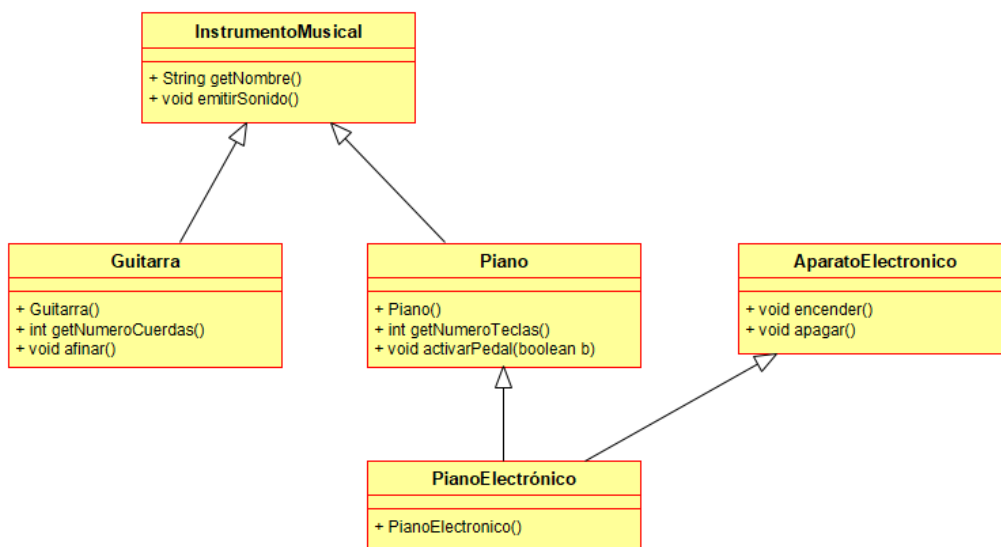 InstrumentoMusical
+ String getNombre()
+ void emitirSonido()
Guitarra
+ Guitarra()
+ int getNumeroCuerdas()
+ void afinar()
Piano
+ Piano()
+ int getNumeroTeclas()
+ void activarPedal(boolean b)
AparatoElectronico
+ void encender()
+ void apagar()
PianoElectrónico
+ PianoElectronico()